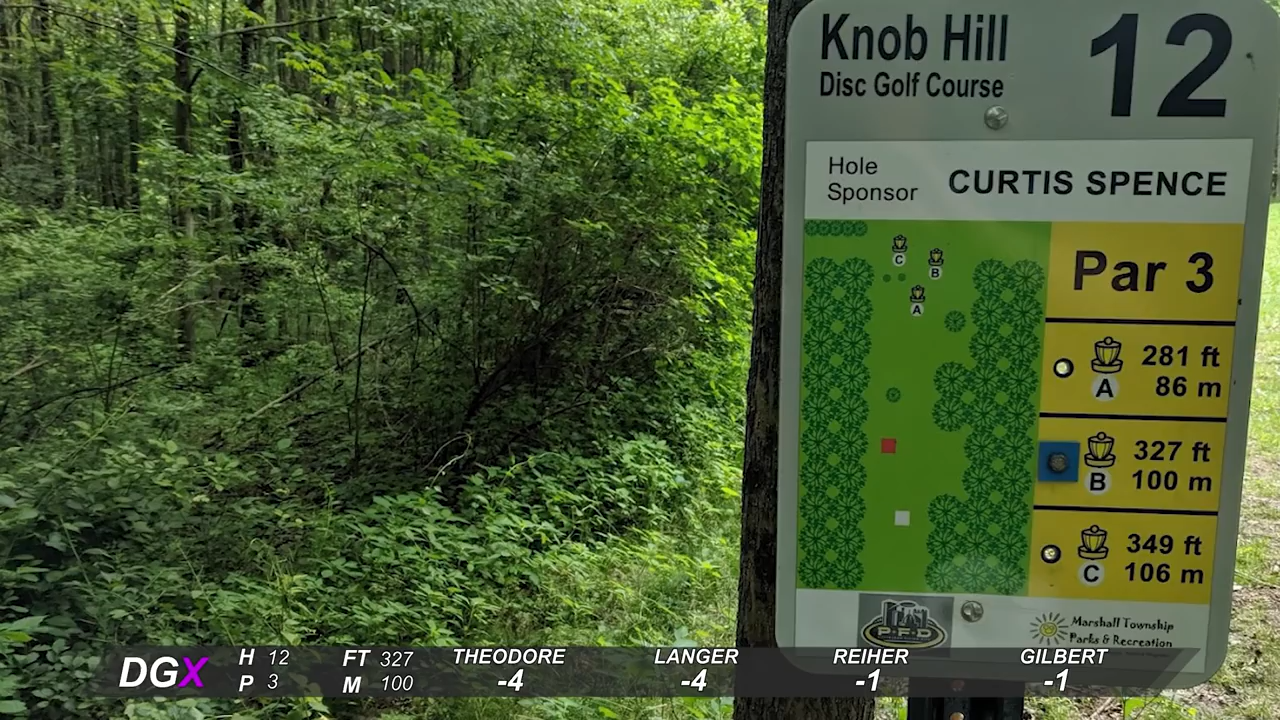 Knob Hill
Disc Golf Course
12
Hole
Sponsor
CURTIS SPENCE
C
B
A
Par 3
A
281 ft
86 m
B
327 ft
100 m
C
349 ft
106 m
P·F·D
Marshall Township
Parks & Recreation
DGX
H 12
P 3
FT 327
M 100
THEODORE
-4
LANGER
-4
REIHER
-1
GILBERT
-1